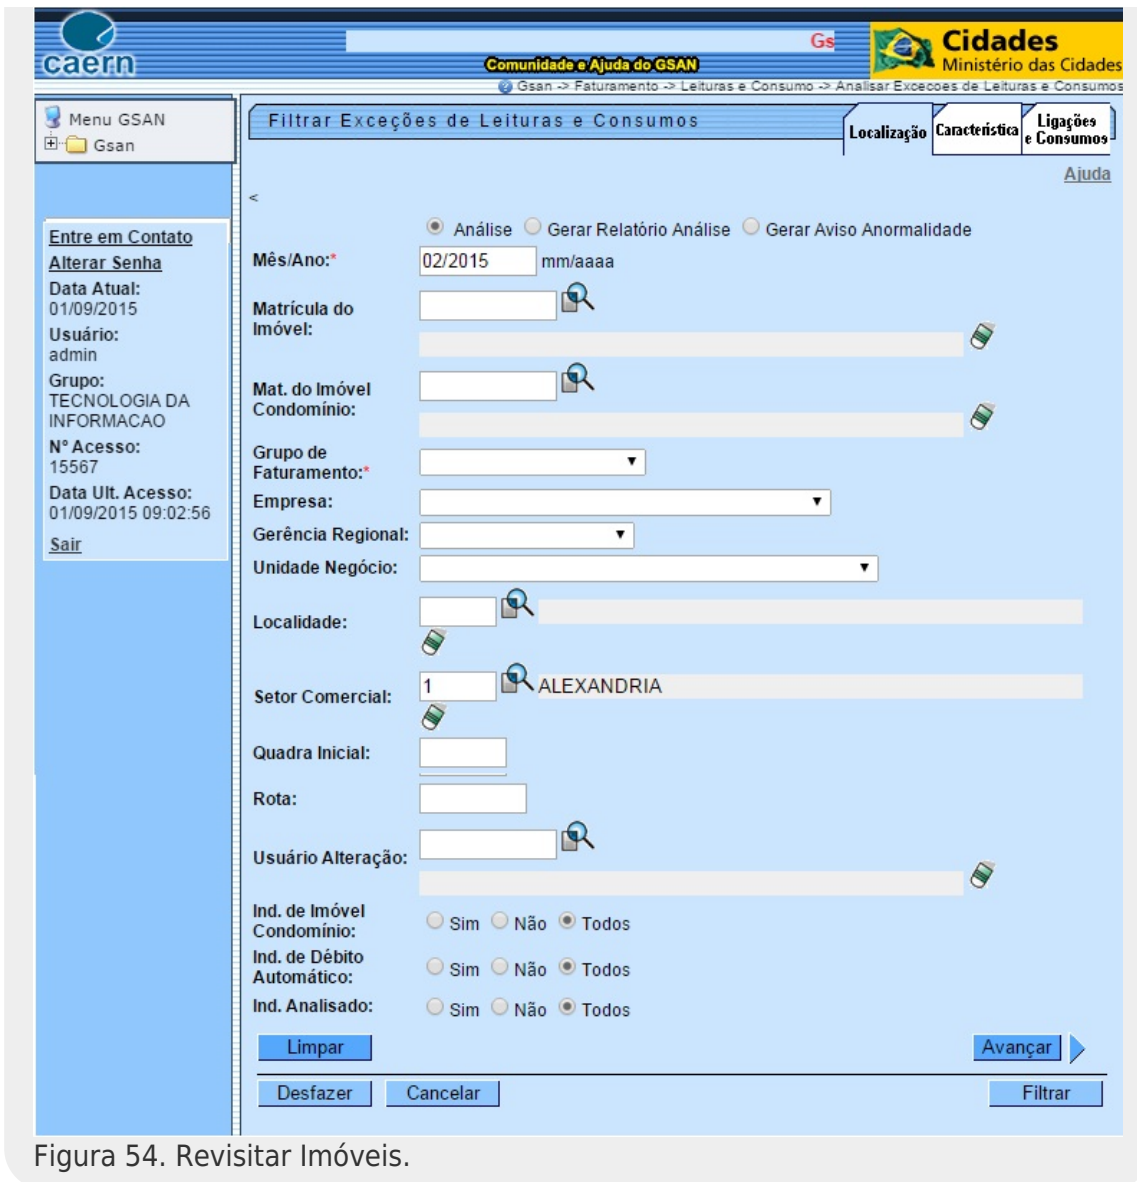 caern
Gs
Comunidade e Ajuda do GSAN
Cidades
Ministério das Cidades
Gsan -> Faturamento -> Leituras e Consumo -> Analisar Excecoes de Leituras e Consumos
Menu GSAN
Gsan
Entre em Contato
Alterar Senha
Data Atual:
01/09/2015
Usuário:
admin
Grupo:
TECNOLOGIA DA
INFORMACAO
Nº Acesso:
15567
Data Ult. Acesso:
01/09/2015 09:02:56
Sair
Filtrar Exceções de Leituras e Consumos
Localização
Característica
Ligações
e Consumos
Ajuda
<
Análise Gerar Relatório Análise Gerar Aviso Anormalidade
Mês/Ano:* 02/2015 mm/aaaa
Matrícula do
Imóvel:
Mat. do Imóvel
Condomínio:
Grupo de
Faturamento:*
Empresa:
Gerência Regional:
Unidade Negócio:
Localidade:
Setor Comercial: 1 ALEXANDRIA
Quadra Inicial:
Rota:
Usuário Alteração:
Ind. de Imóvel
Condomínio: Sim Não Todos
Ind. de Débito
Automático: Sim Não Todos
Ind. Analisado: Sim Não Todos
Limpar Avançar
Desfazer Cancelar Filtrar
Figura 54. Revisitar Imóveis.